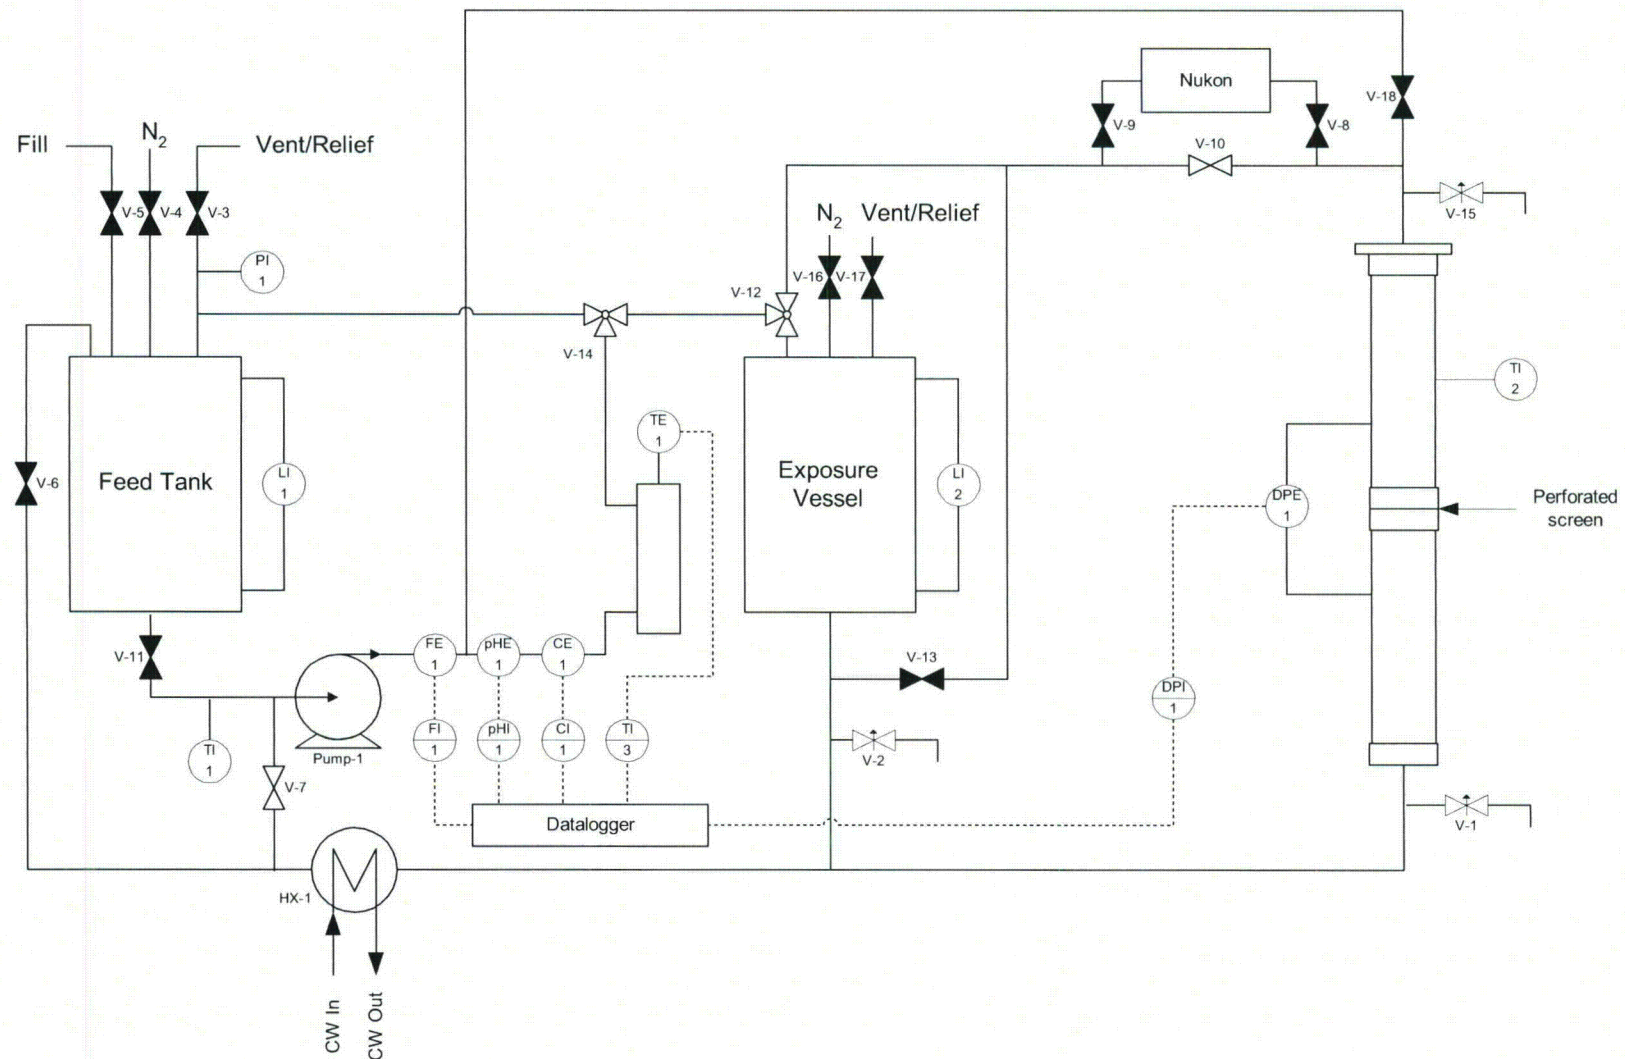 Nukon
V-9
V-8
V-18
V-10
Fill
N2
Vent/Relief
V-5
V-4
V-3
V-15
N2
Vent/Relief
PI
1
V-16
V-17
V-12
V-14
TI
2
TE
1
Feed Tank
LI
1
V-6
Exposure
Vessel
LI
2
DPE
1
Perforated
screen
V-11
FE
1
pHE
1
CE
1
V-13
DPI
1
TI
1
Pump-1
FI
1
pHI
1
CI
1
TI
3
V-2
V-7
Datalogger
V-1
HX-1
CW In
CW Out